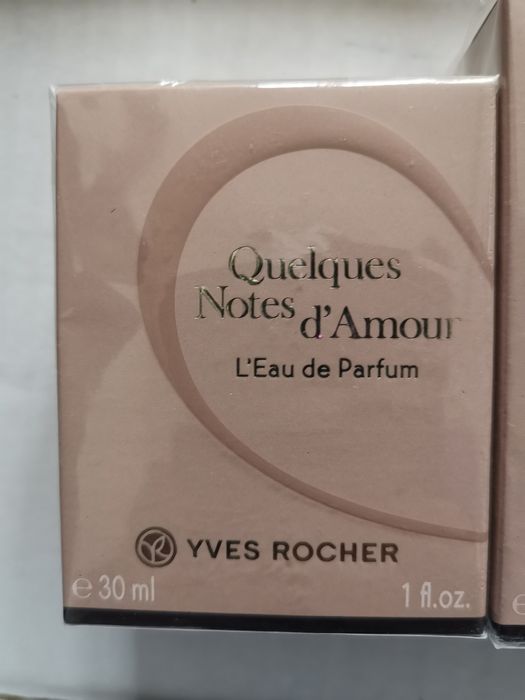 Quelques
Notes d'Amour
L'Eau de Parfum
YVES ROCHER
℮ 30 ml 1 fl.oz.
℮